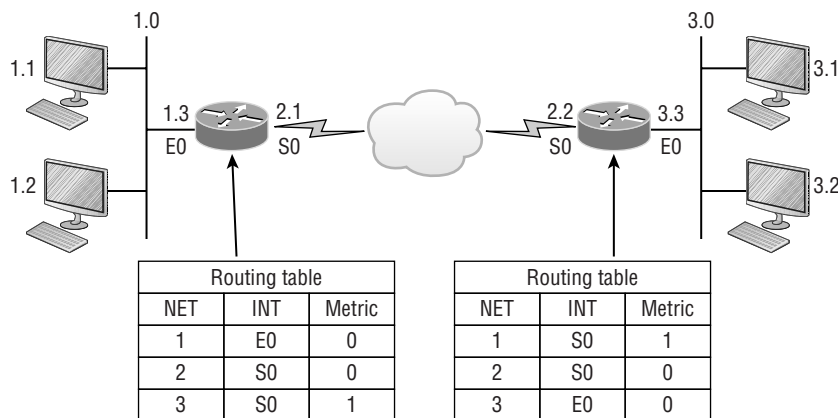 1.0
3.0
1.1
3.1
1.3
2.1
2.2
3.3
E0
S0
S0
E0
1.2
3.2
Routing table
NET INT Metric
1 E0 0
2 S0 0
3 S0 1
Routing table
NET INT Metric
1 S0 1
2 S0 0
3 E0 0